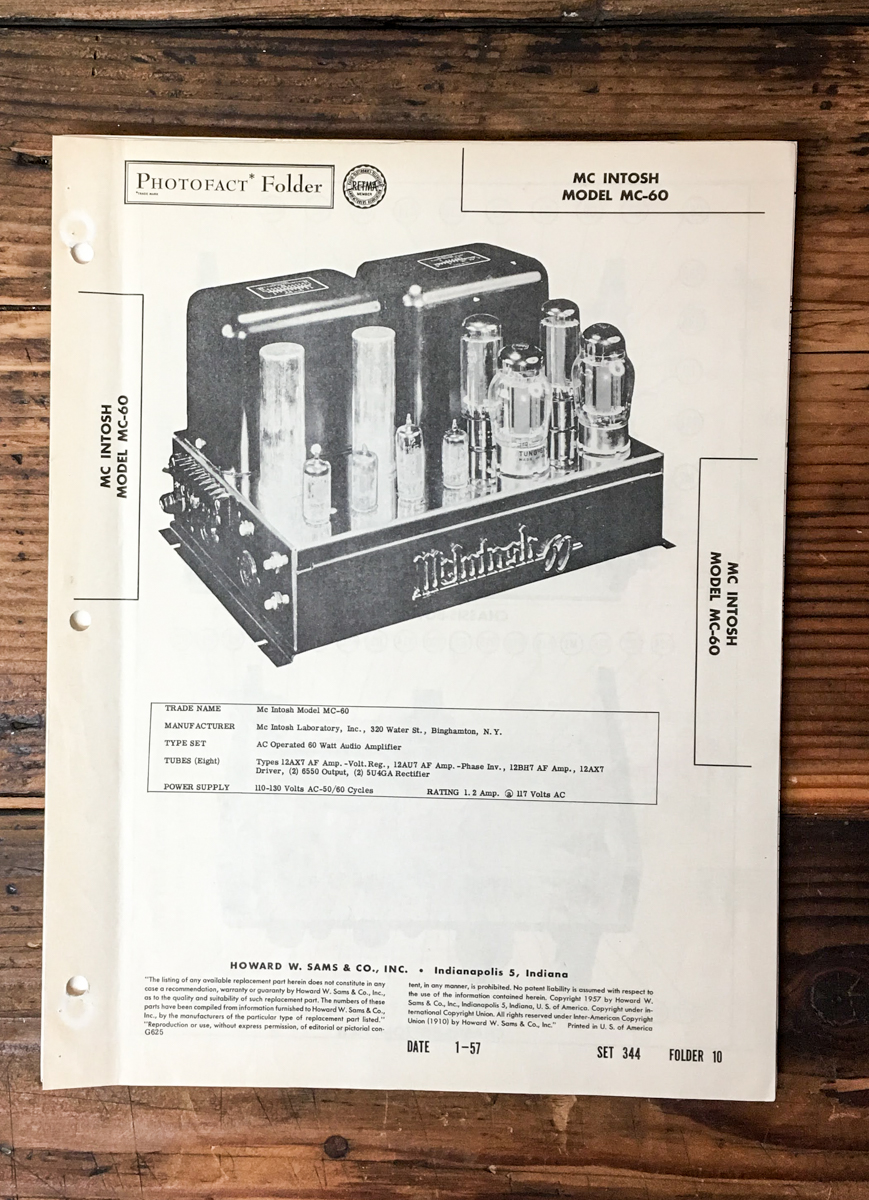 PHOTOFACT* Folder
*TRADE MARK
RETMA
MEMBER
MC INTOSH
MODEL MC-60
MC INTOSH
MODEL MC-60
MC INTOSH
MODEL MC-60
McIntosh 60
TUNG-SOL
TRADE NAME Mc Intosh Model MC-60
MANUFACTURER Mc Intosh Laboratory, Inc., 320 Water St., Binghamton, N. Y.
TYPE SET AC Operated 60 Watt Audio Amplifier
TUBES (Eight) Types 12AX7 AF Amp. -Volt. Reg., 12AU7 AF Amp. -Phase Inv., 12BH7 AF Amp., 12AX7
Driver, (2) 6550 Output, (2) 5U4GA Rectifier
POWER SUPPLY 110-130 Volts AC-50/60 Cycles RATING 1.2 Amp. @ 117 Volts AC
HOWARD W. SAMS & CO., INC. • Indianapolis 5, Indiana
"The listing of any available replacement part herein does not constitute in any
case a recommendation, warranty or guaranty by Howard W. Sams & Co., Inc.,
as to the quality and suitability of such replacement part. The numbers of these
parts have been compiled from information furnished to Howard W. Sams & Co.,
Inc., by the manufacturers of the particular type of replacement part listed."
"Reproduction or use, without express permission, of editorial or pictorial con-
G625
tent, in any manner, is prohibited. No patent liability is assumed with respect to
the use of the information contained herein. Copyright 1957 by Howard W.
Sams & Co., Inc., Indianapolis 5, Indiana, U. S. of America. Copyright under In-
ternational Copyright Union. All rights reserved under Inter-American Copyright
Union (1910) by Howard W. Sams & Co., Inc." Printed in U. S. of America
DATE 1-57
SET 344 FOLDER 10